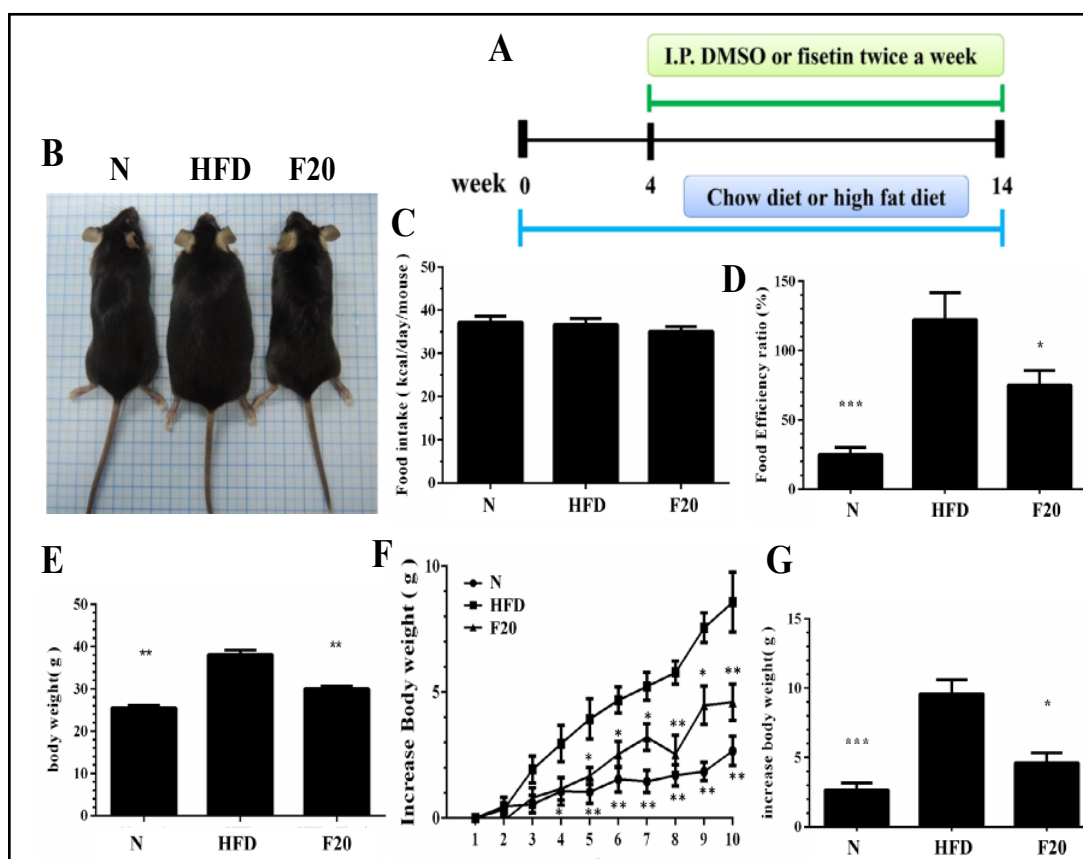 A
I.P. DMSO or fisetin twice a week
week 0 4 14
Chow diet or high fat diet
B
N HFD F20
C
Food intake ( kcal/day/mouse)
50
40
30
20
10
0
N HFD F20
D
Food Efficiency ratio (%)
150
100
50
0
***
*
N HFD F20
E
body weight( g )
50
40
30
20
10
0
** **
N HFD F20
F
Increase Body weight( g )
10
5
0
N
HFD
F20
* * * ** * **
* ** ** ** ** ** **
1 2 3 4 5 6 7 8 9 10
G
increase body weight( g )
15
10
5
0
***
*
N HFD F20